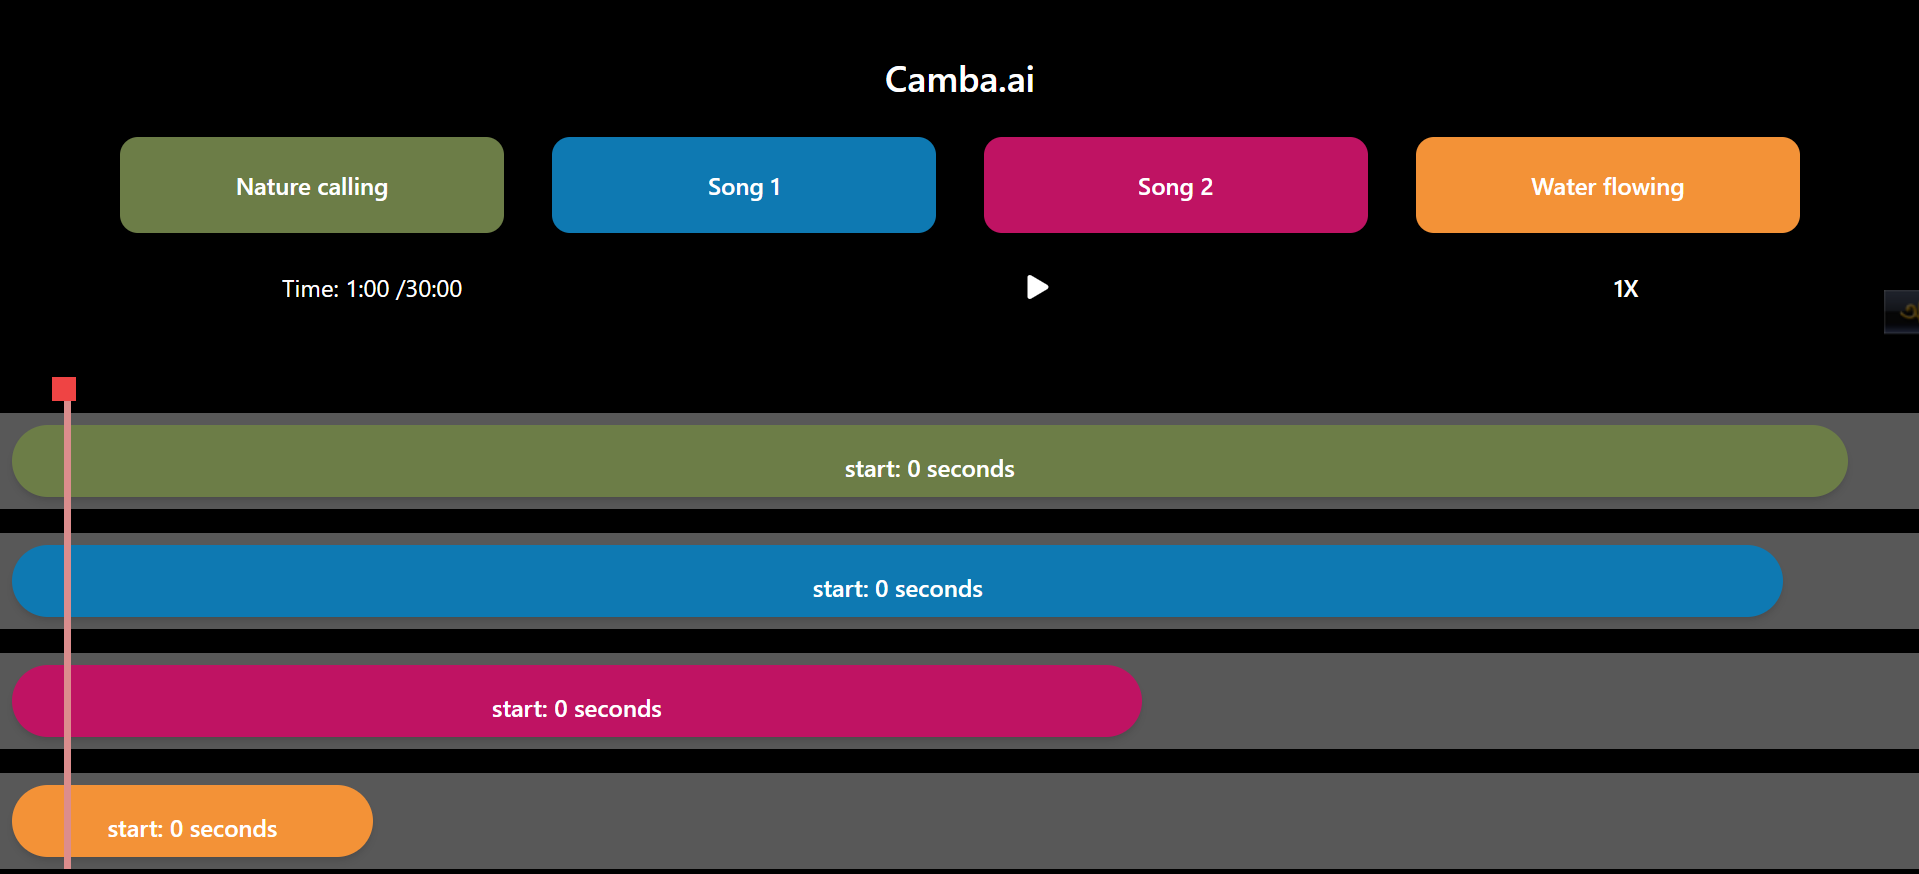 Camba.ai
Nature calling
Song 1
Song 2
Water flowing
Time: 1:00 /30:00
1X
start: 0 seconds
start: 0 seconds
start: 0 seconds
start: 0 seconds